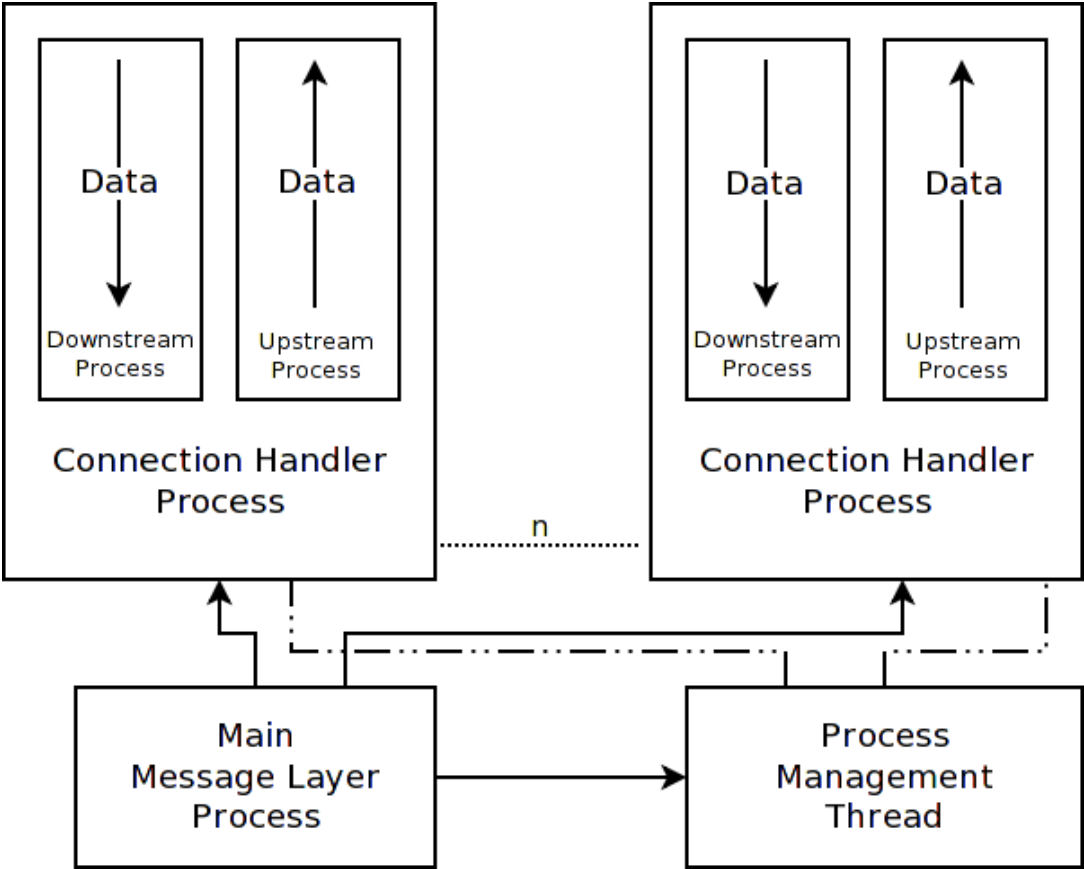 Data
Data
Downstream
Process
Upstream
Process
Connection Handler
Process
Data
Data
Downstream
Process
Upstream
Process
Connection Handler
Process
n
Main
Message Layer
Process
Process
Management
Thread